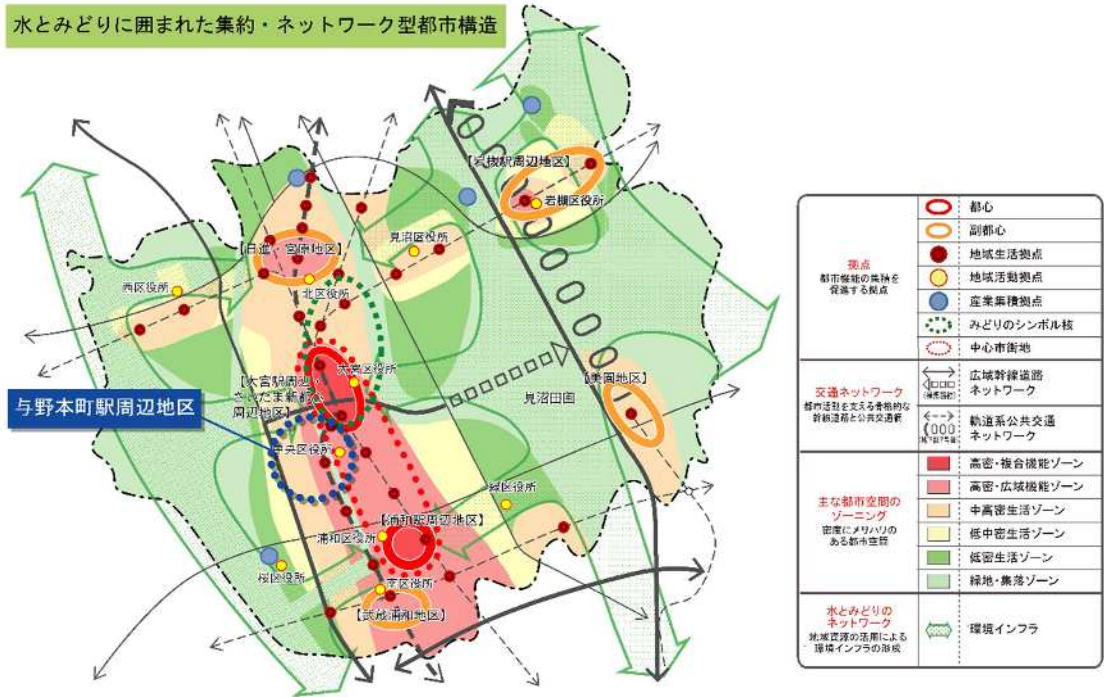 水とみどりに囲まれた集約・ネットワーク型都市構造
【岩槻駅周辺地区】
岩槻区役所
見沼区役所
【日進・宮原地区】
北区役所
西区役所
大宮区役所
【大宮駅周辺・
さいたま新都心
周辺地区】
【美園地区】
見沼田圃
与野本町駅周辺地区
中央区役所
緑区役所
【浦和駅周辺地区】
浦和区役所
桜区役所
南区役所
【武蔵浦和地区】
拠点
都市機能の集積を
促進する拠点
都心
副都心
地域生活拠点
地域活動拠点
産業集積拠点
みどりのシンボル核
中心市街地
交通ネットワーク
都市活動を支える骨格的な
幹線道路と公共交通網
広域幹線道路
ネットワーク
軌道系公共交通
ネットワーク
主な都市空間の
ゾーニング
密度にメリハリの
ある都市空間
高密・複合機能ゾーン
高密・広域機能ゾーン
中高密生活ゾーン
低中密生活ゾーン
低密生活ゾーン
緑地・集落ゾーン
水とみどりの
ネットワーク
地域資源の活用による
環境インフラの形成
環境インフラ